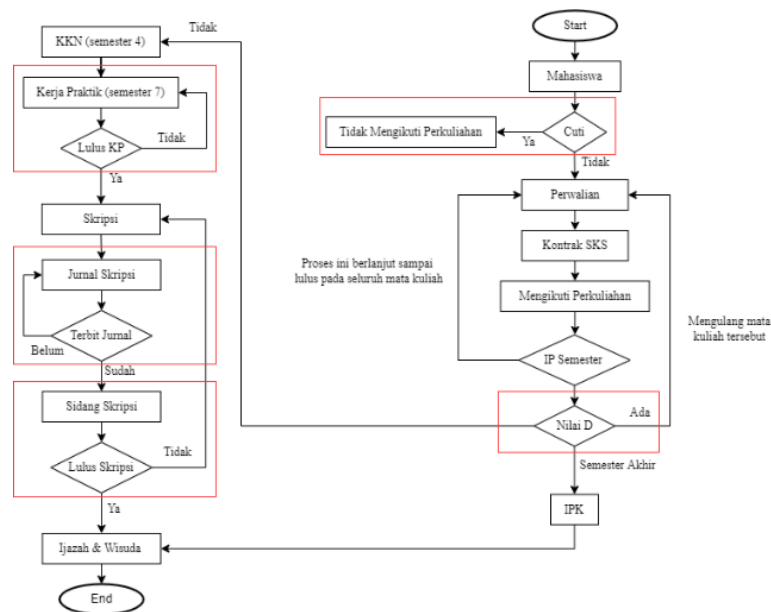 Start
Mahasiswa
Cuti
Ya
Tidak Mengikuti Perkuliahan
Tidak
Perwalian
Kontrak SKS
Mengikuti Perkuliahan
IP Semester
Proses ini berlanjut sampai
lulus pada seluruh mata kuliah
Nilai D
Ada
Mengulang mata
kuliah tersebut
Semester Akhir
IPK
Tidak
KKN (semester 4)
Kerja Praktik (semester 7)
Lulus KP
Tidak
Ya
Skripsi
Jurnal Skripsi
Terbit Jurnal
Belum
Sudah
Sidang Skripsi
Lulus Skripsi
Tidak
Ya
Ijazah & Wisuda
End